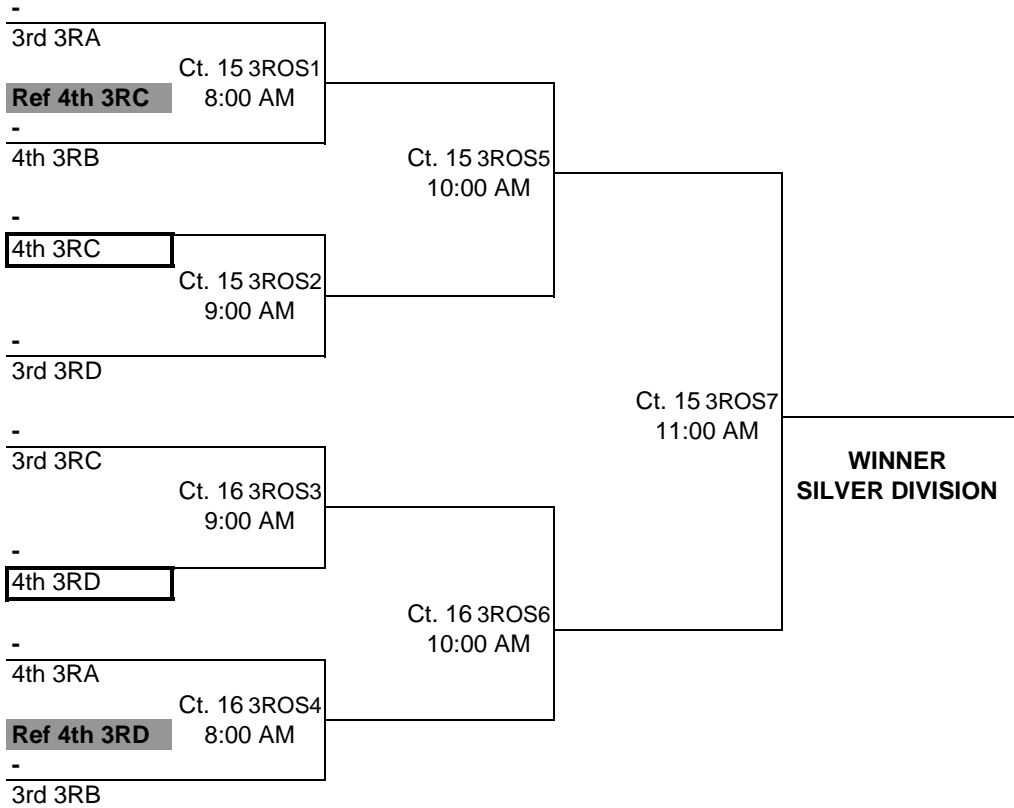 -
3rd 3RA
Ct. 15 3ROS1
Ref 4th 3RC 8:00 AM
-
4th 3RB
Ct. 15 3ROS5
10:00 AM
-
4th 3RC
Ct. 15 3ROS2
9:00 AM
-
3rd 3RD
Ct. 15 3ROS7
11:00 AM
-
3rd 3RC
WINNER
SILVER DIVISION
Ct. 16 3ROS3
9:00 AM
-
4th 3RD
Ct. 16 3ROS6
10:00 AM
-
4th 3RA
Ct. 16 3ROS4
Ref 4th 3RD 8:00 AM
-
3rd 3RB